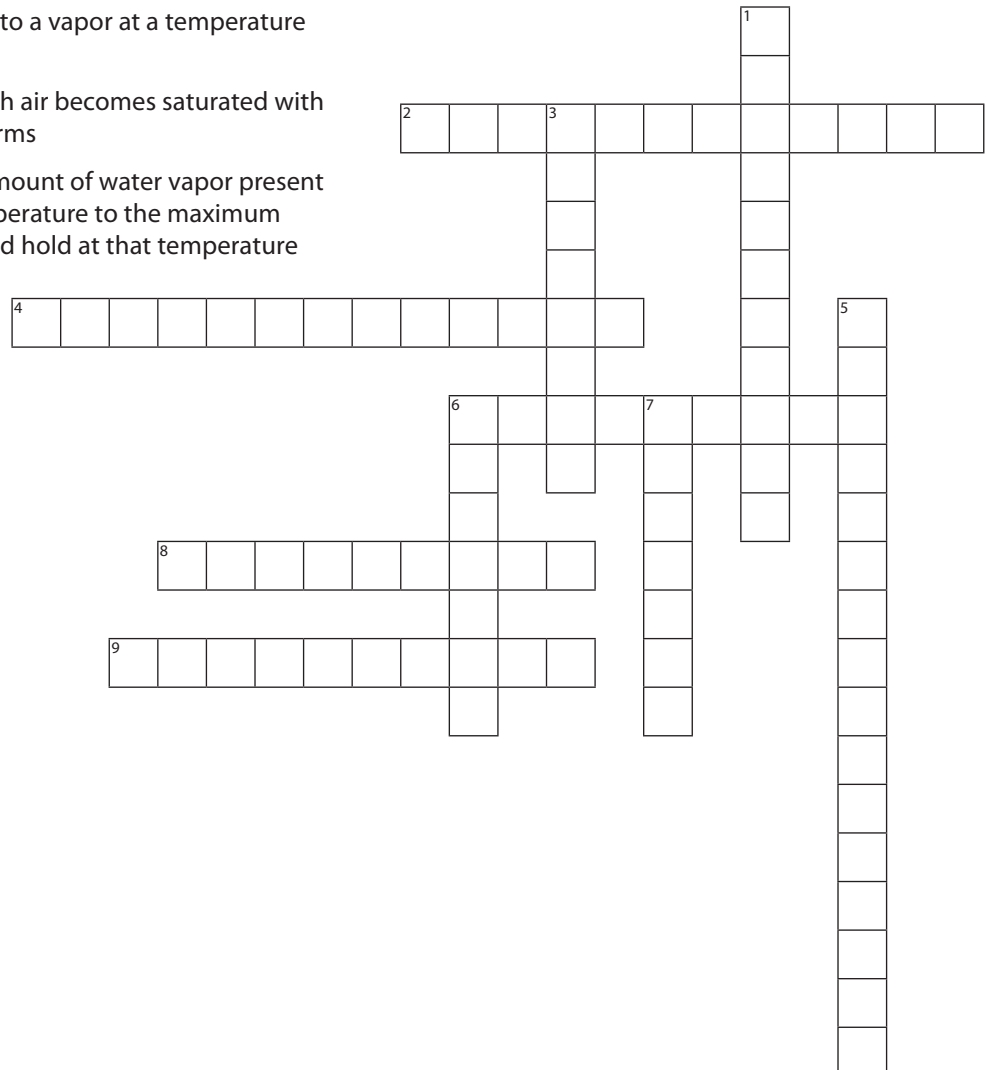 to a vapor at a temperature
h air becomes saturated with
rms
mount of water vapor present
perature to the maximum
d hold at that temperature
1
2 3
4 5
6 7
8
9